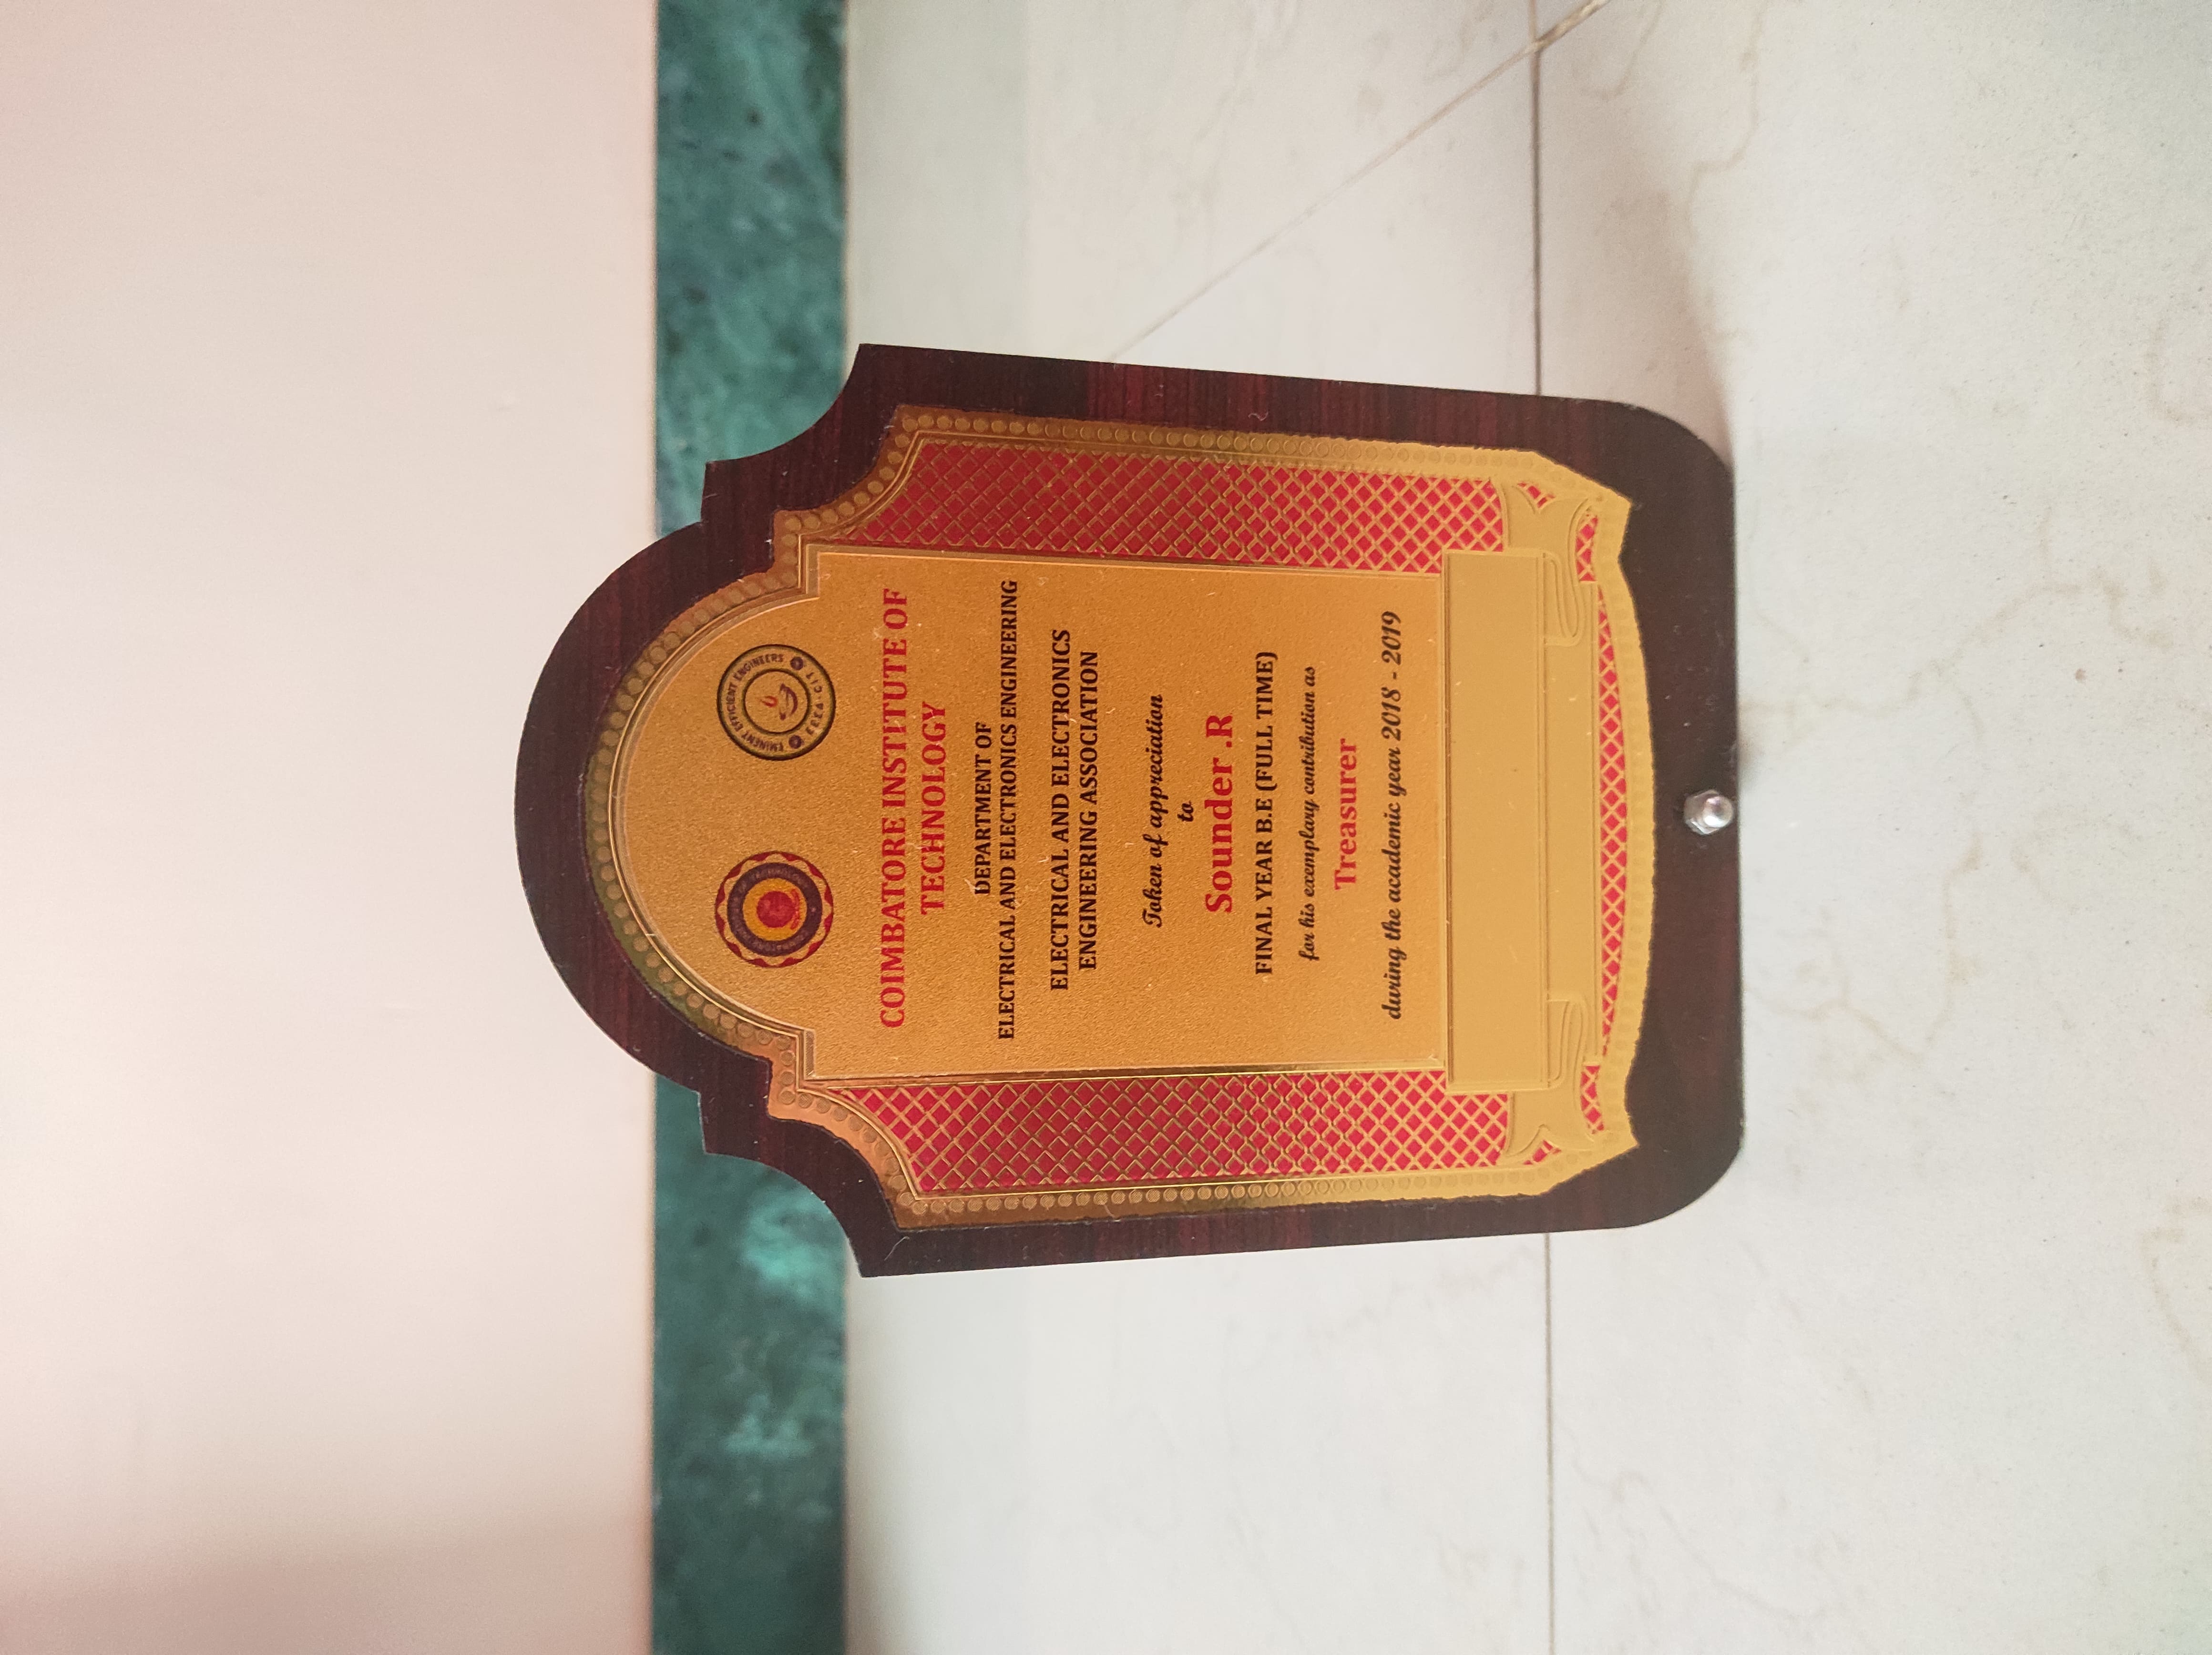 EMINENT EFFICIENT ENGINEERS
EEEA-CIT
COIMBATORE INSTITUTE OF
TECHNOLOGY
DEPARTMENT OF
ELECTRICAL AND ELECTRONICS ENGINEERING
ELECTRICAL AND ELECTRONICS
ENGINEERING ASSOCIATION
Token of appreciation
to
Sounder .R
FINAL YEAR B.E (FULL TIME)
for his exemplary contribution as
Treasurer
during the academic year 2018 - 2019